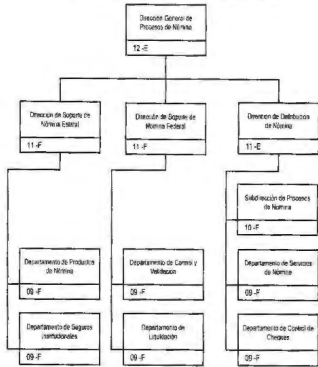 Dirección General de
Procesos de Nómina
12 -E
Dirección de Soporte de
Nómina Estatal
11 -F
Dirección de Soporte de
Nómina Federal
11 -F
Dirección de Distribución
de Nómina
11 -E
Subdirección de Procesos
de Nómina
10 -F
Departamento de Productos
de Nómina
09 -F
Departamento de Control y
Validación
09 -F
Departamento de Servicios
de Nómina
09 -F
Departamento de Seguros
Institucionales
09 -F
Departamento de
Liquidación
09 -F
Departamento de Control de
Cheques
09 -F